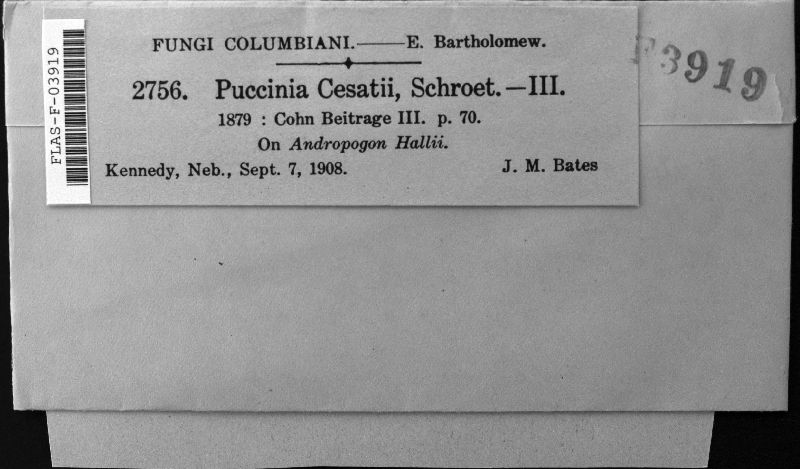 FUNGI COLUMBIANI.——E. Bartholomew.
2756. Puccinia Cesatii, Schroet.—III.
1879 : Cohn Beitrage III. p. 70.
On Andropogon Hallii.
Kennedy, Neb., Sept. 7, 1908. J. M. Bates
FLAS-F-03919
F3919